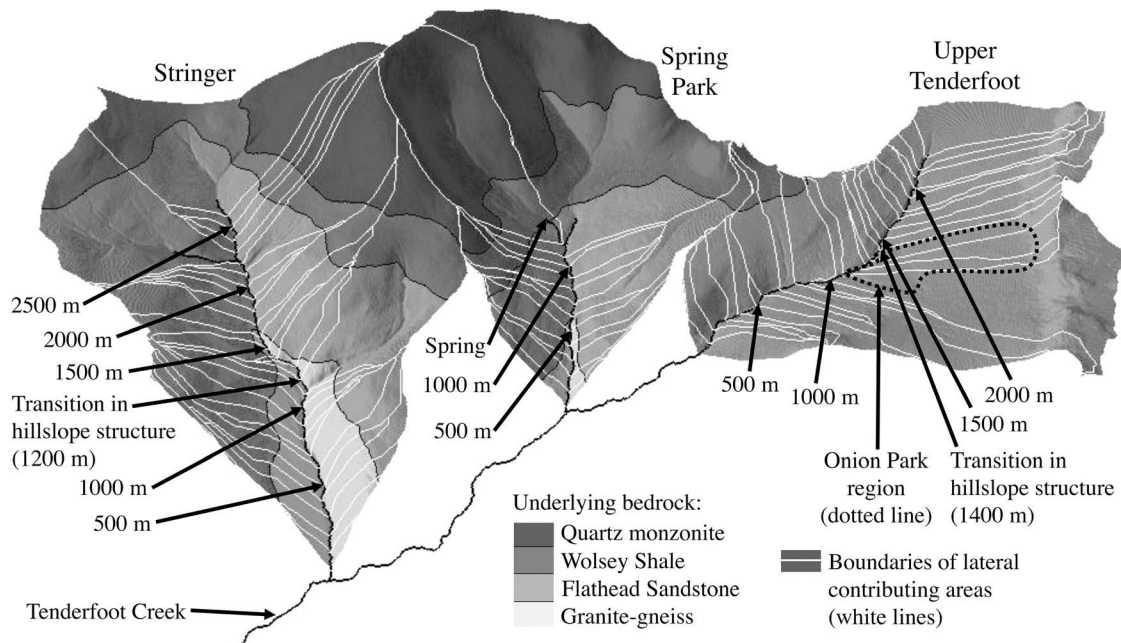 Stringer
Spring
Park
Upper
Tenderfoot
2500 m
2000 m
1500 m
Transition in
hillslope structure
(1200 m)
1000 m
500 m
Tenderfoot Creek
Spring
1000 m
500 m
500 m
1000 m
2000 m
1500 m
Onion Park
region
(dotted line)
Transition in
hillslope structure
(1400 m)
Underlying bedrock:
Quartz monzonite
Wolsey Shale
Flathead Sandstone
Granite-gneiss
Boundaries of lateral
contributing areas
(white lines)